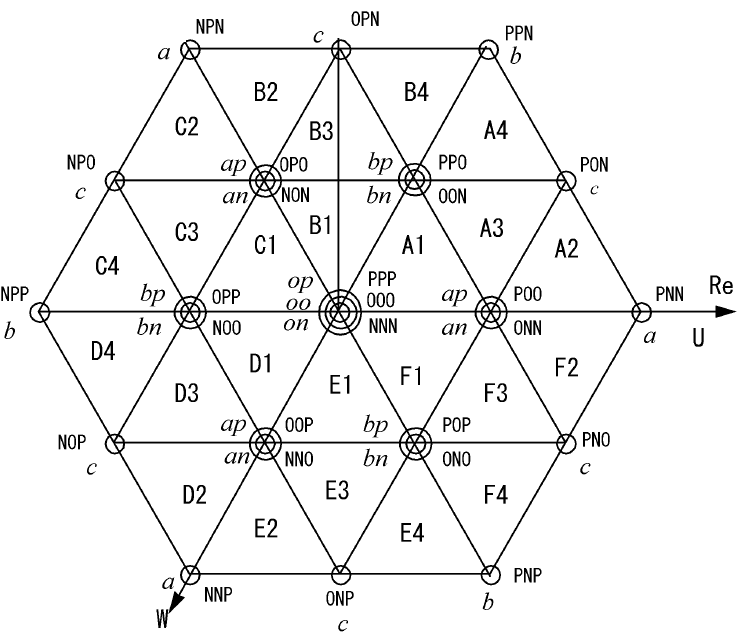 NPN
OPN
PPN
a
c
b
B2
B4
C2
B3
A4
NPO
ap
OPO
bp
PPO
PON
c
an
NON
bn
OON
c
C3
C1
B1
A1
A3
A2
C4
NPP
bp
OPP
op
PPP
ap
POO
PNN
Re
oo
OOO
b
bn
NOO
on
NNN
an
ONN
a
U
D4
D1
F1
F2
D3
E1
F3
NOP
ap
OOP
bp
POP
PNO
c
an
NNO
bn
ONO
c
D2
E3
F4
E2
E4
a
NNP
ONP
b
PNP
W
c